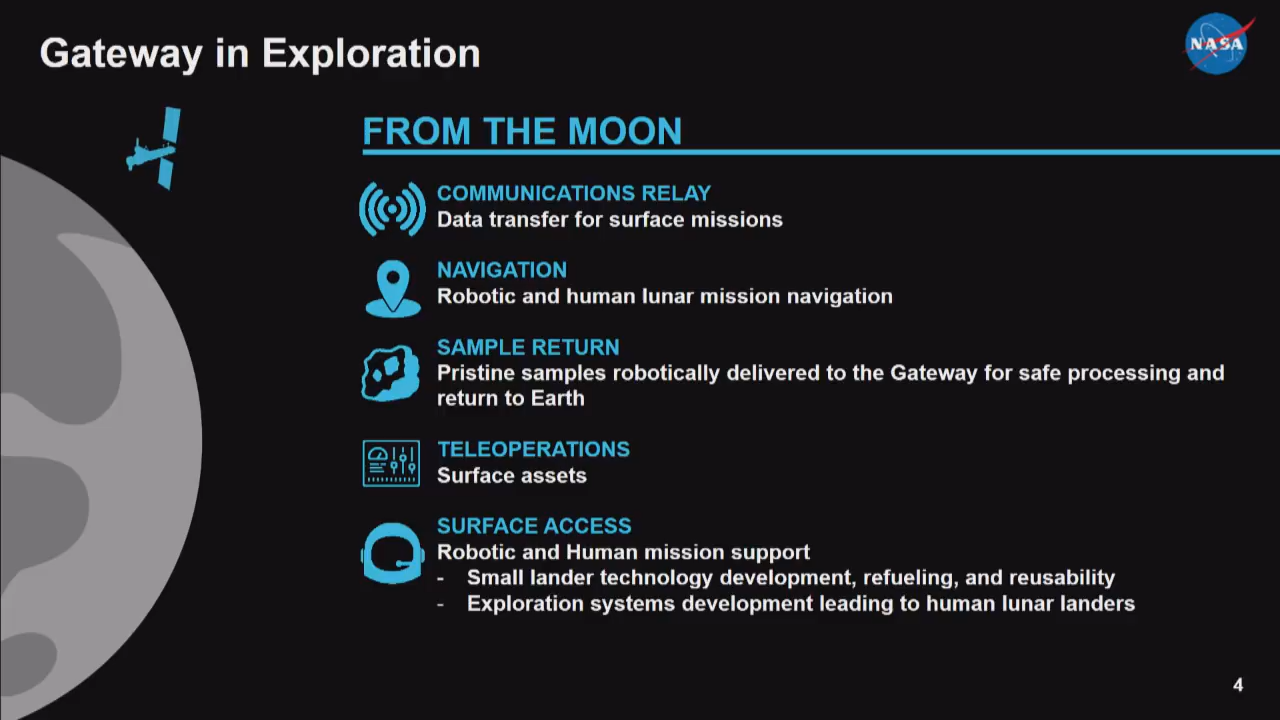 Gateway in Exploration
NASA
FROM THE MOON
COMMUNICATIONS RELAY
Data transfer for surface missions
NAVIGATION
Robotic and human lunar mission navigation
SAMPLE RETURN
Pristine samples robotically delivered to the Gateway for safe processing and
return to Earth
TELEOPERATIONS
Surface assets
SURFACE ACCESS
Robotic and Human mission support
- Small lander technology development, refueling, and reusability
- Exploration systems development leading to human lunar landers
4